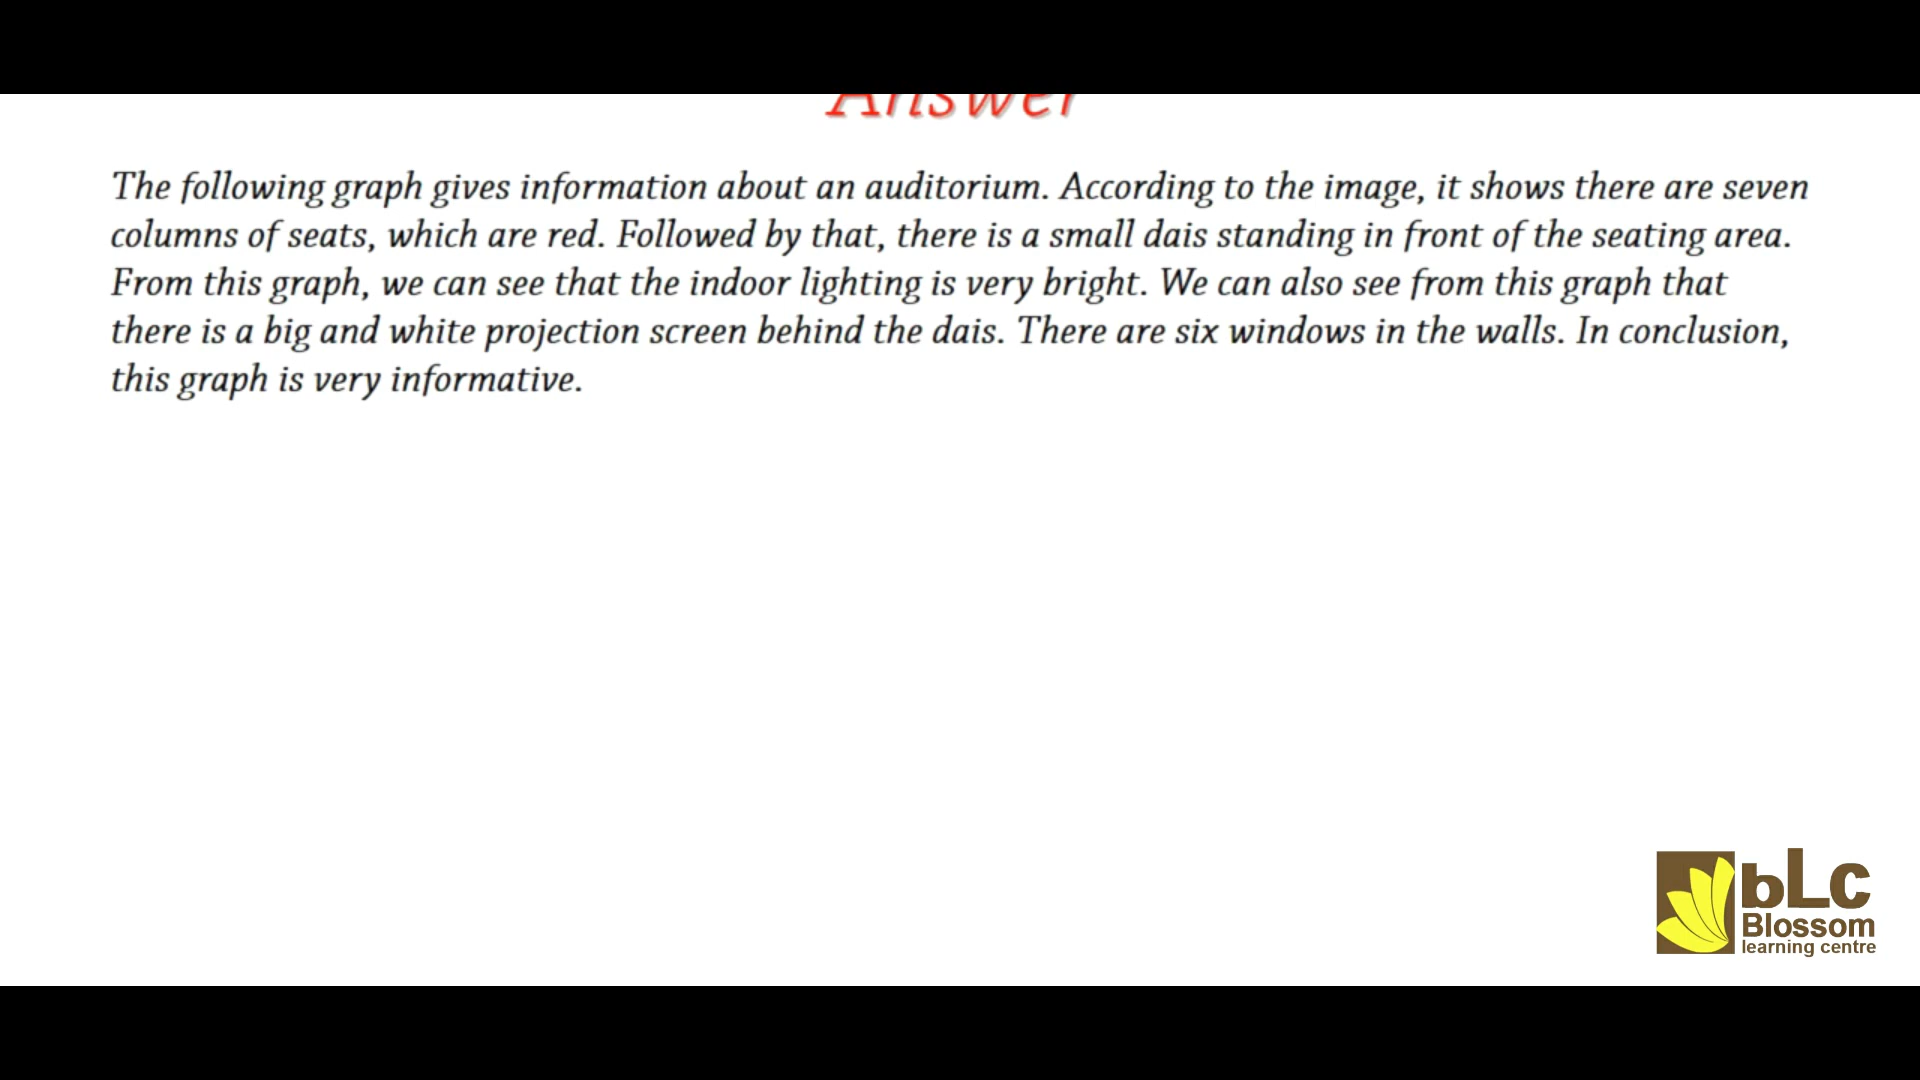 Answer
The following graph gives information about an auditorium. According to the image, it shows there are seven
columns of seats, which are red. Followed by that, there is a small dais standing in front of the seating area.
From this graph, we can see that the indoor lighting is very bright. We can also see from this graph that
there is a big and white projection screen behind the dais. There are six windows in the walls. In conclusion,
this graph is very informative.
bLc
Blossom
learning centre